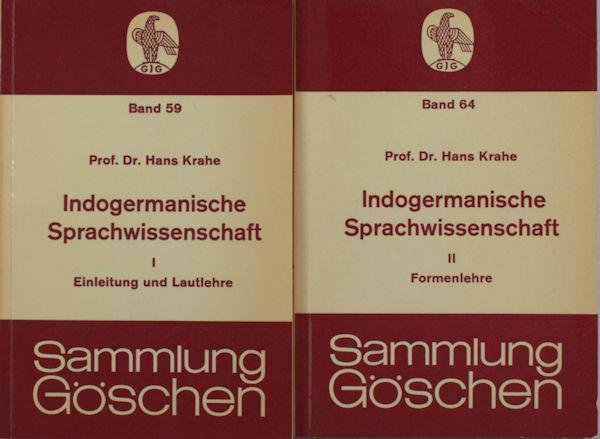 GJG
Band 59
Prof. Dr. Hans Krahe
Indogermanische
Sprachwissenschaft
I
Einleitung und Lautlehre
Sammlung
Göschen
GJG
Band 64
Prof. Dr. Hans Krahe
Indogermanische
Sprachwissenschaft
II
Formenlehre
Sammlung
Göschen